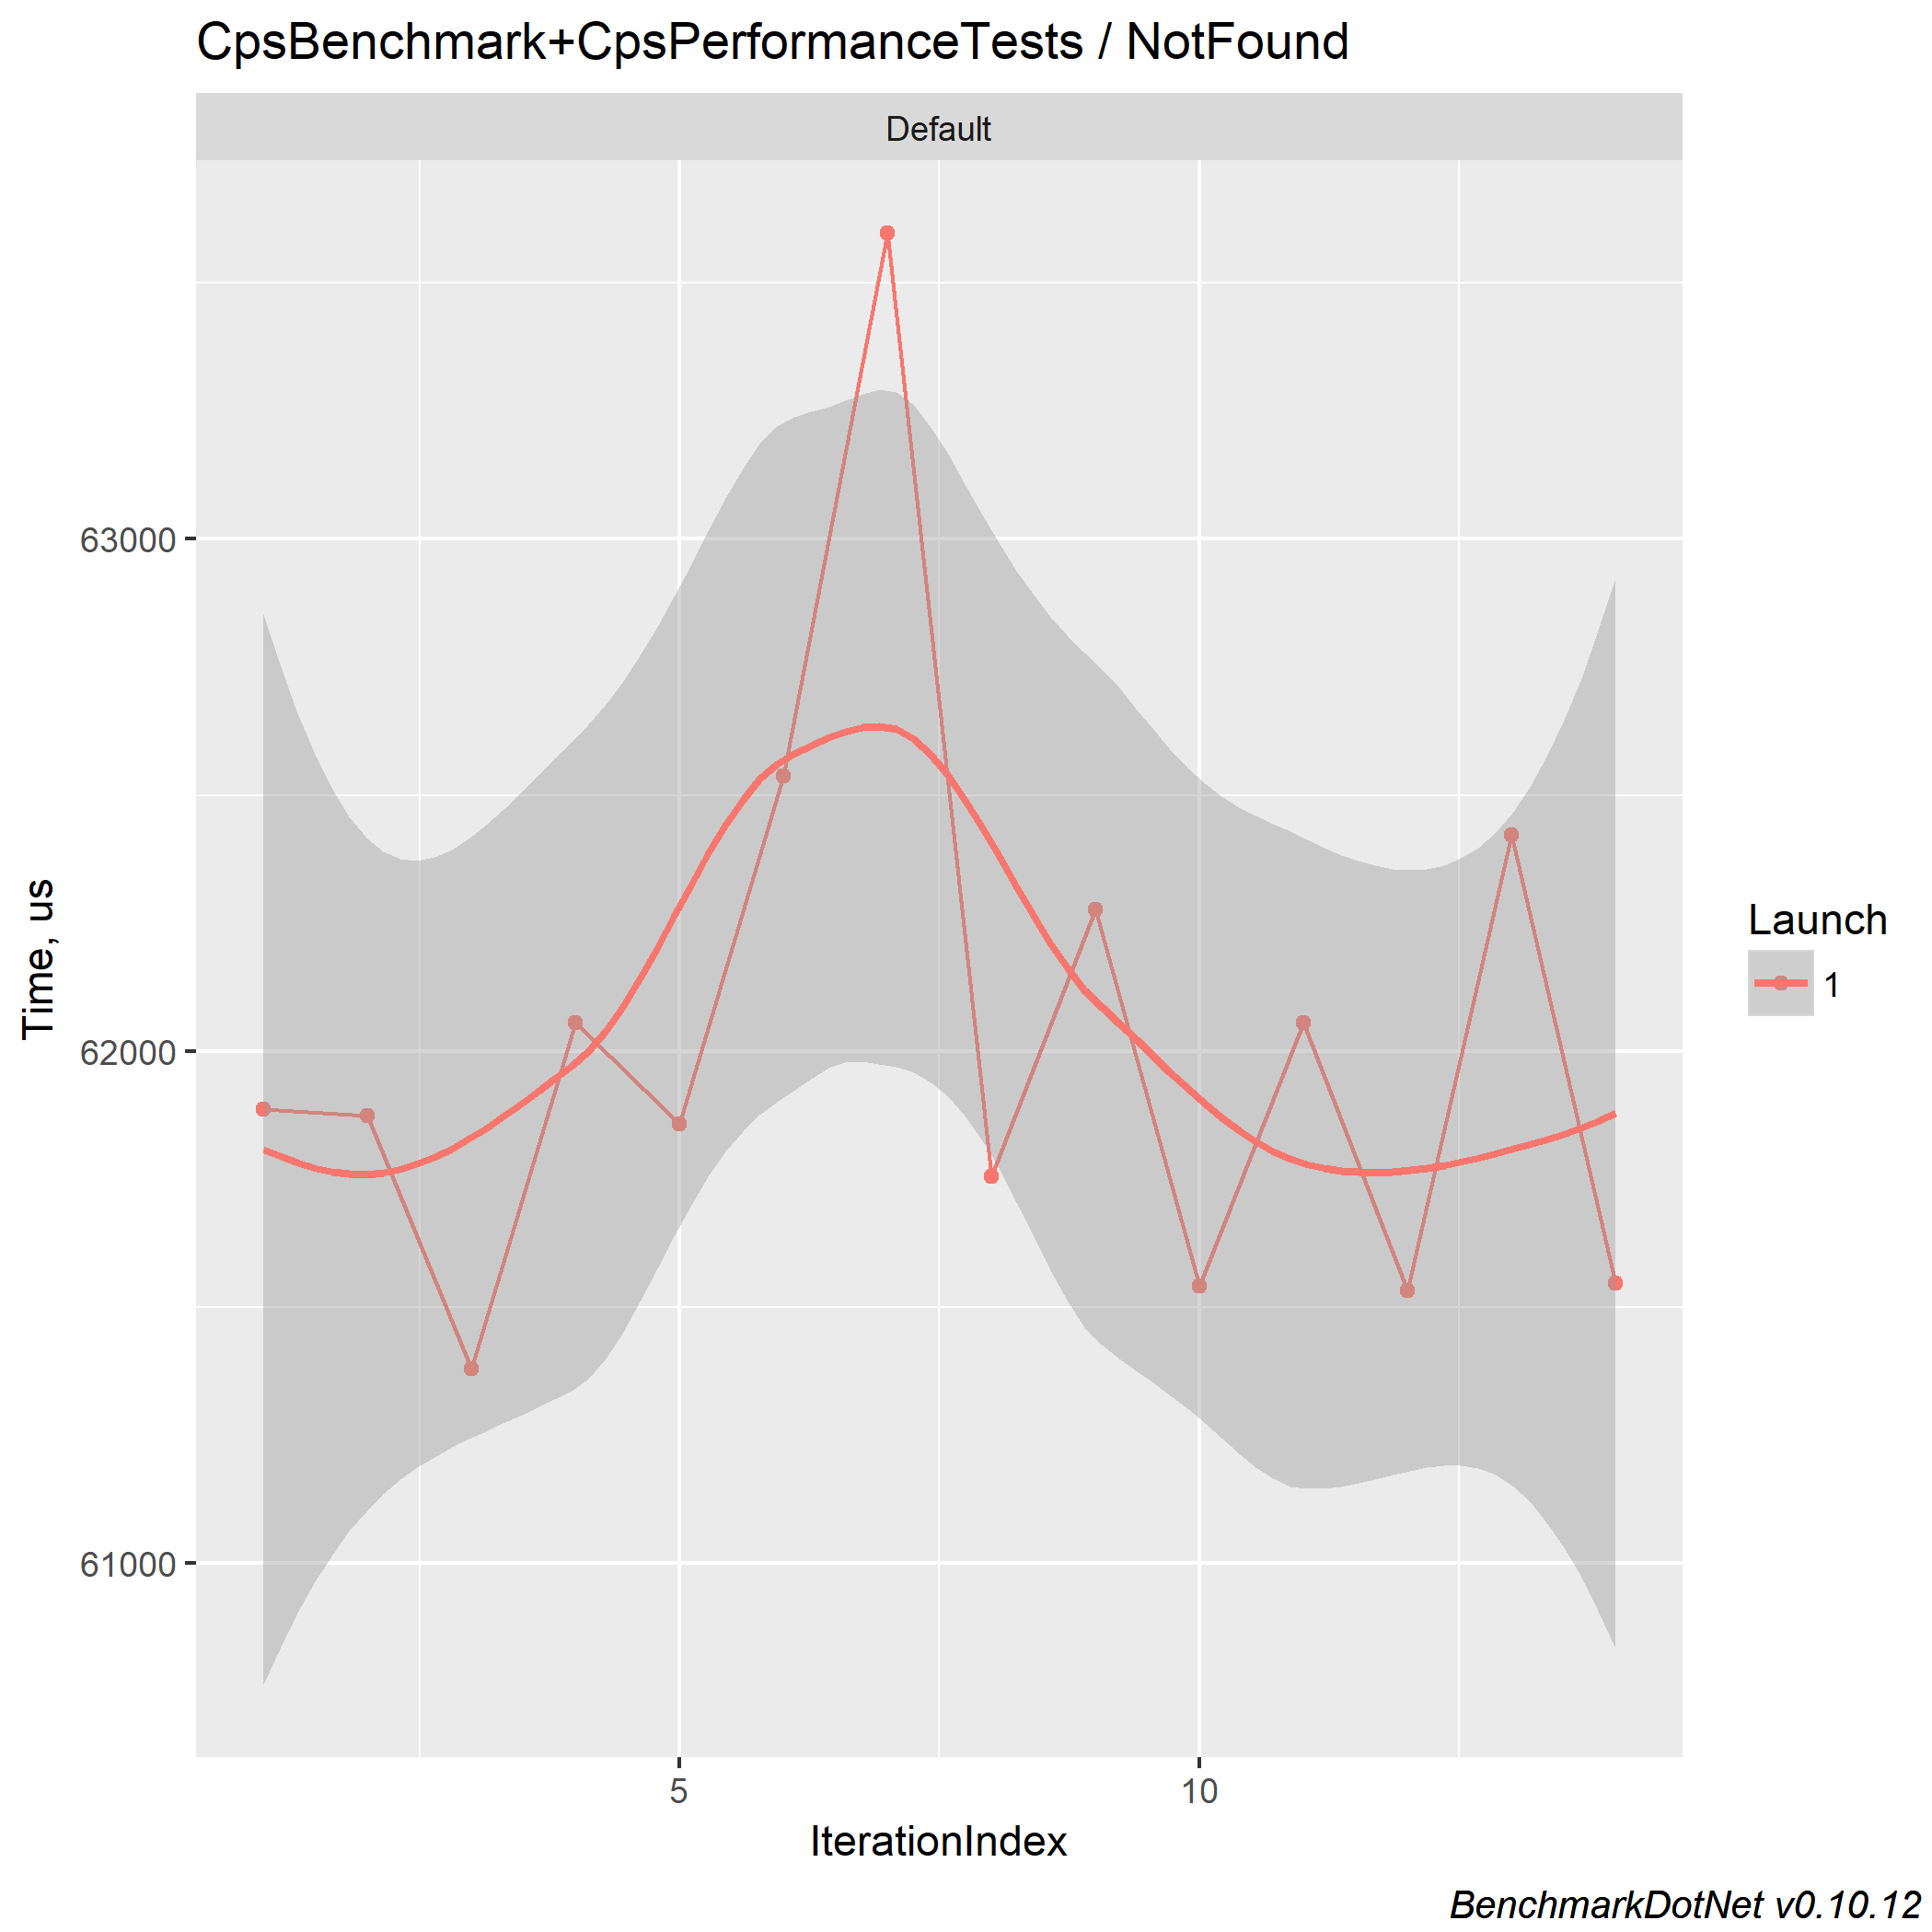 CpsBenchmark+CpsPerformanceTests / NotFound
Default
63000
62000
61000
Time, us
5
10
IterationIndex
Launch
1
BenchmarkDotNet v0.10.12